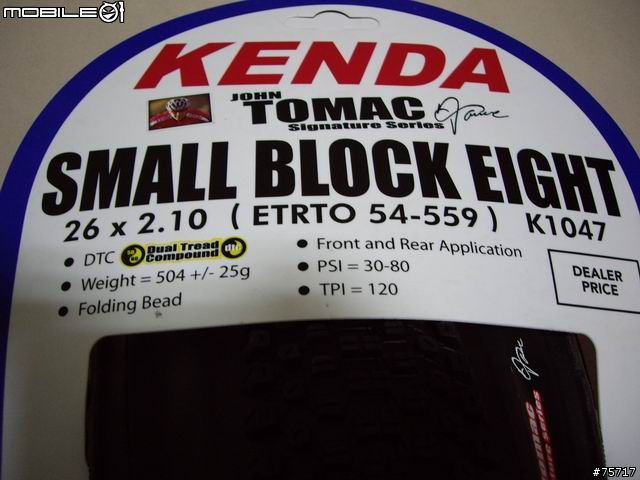 MOBILE01
KENDA
JOHN
TOMAC
Signature Series
SMALL BLOCK EIGHT
26 x 2.10 ( ETRTO 54-559 ) K1047
• DTC Dual Tread Compound dtc
• Weight = 504 +/- 25g
• Folding Bead
• Front and Rear Application
• PSI = 30-80
• TPI = 120
DEALER
PRICE
#75717